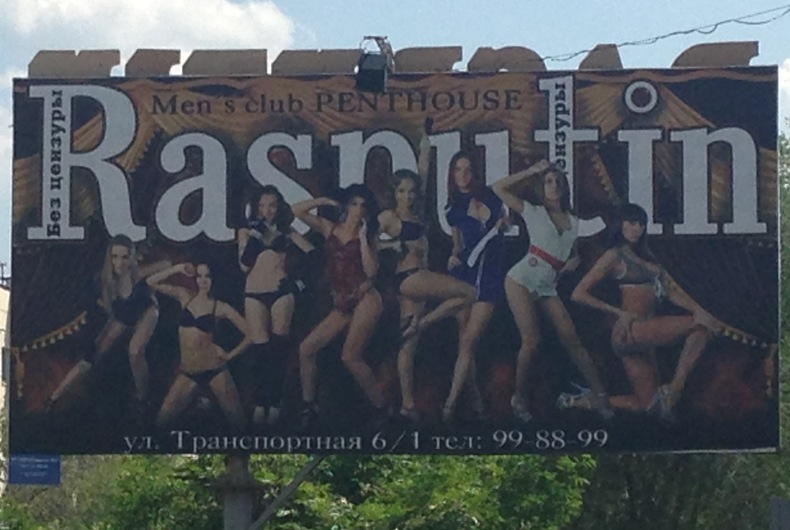 Без цензуры
Men's club PENTHOUSE
Rasputin
цензуры
ул. Транспортная 6/1 тел: 99-88-99